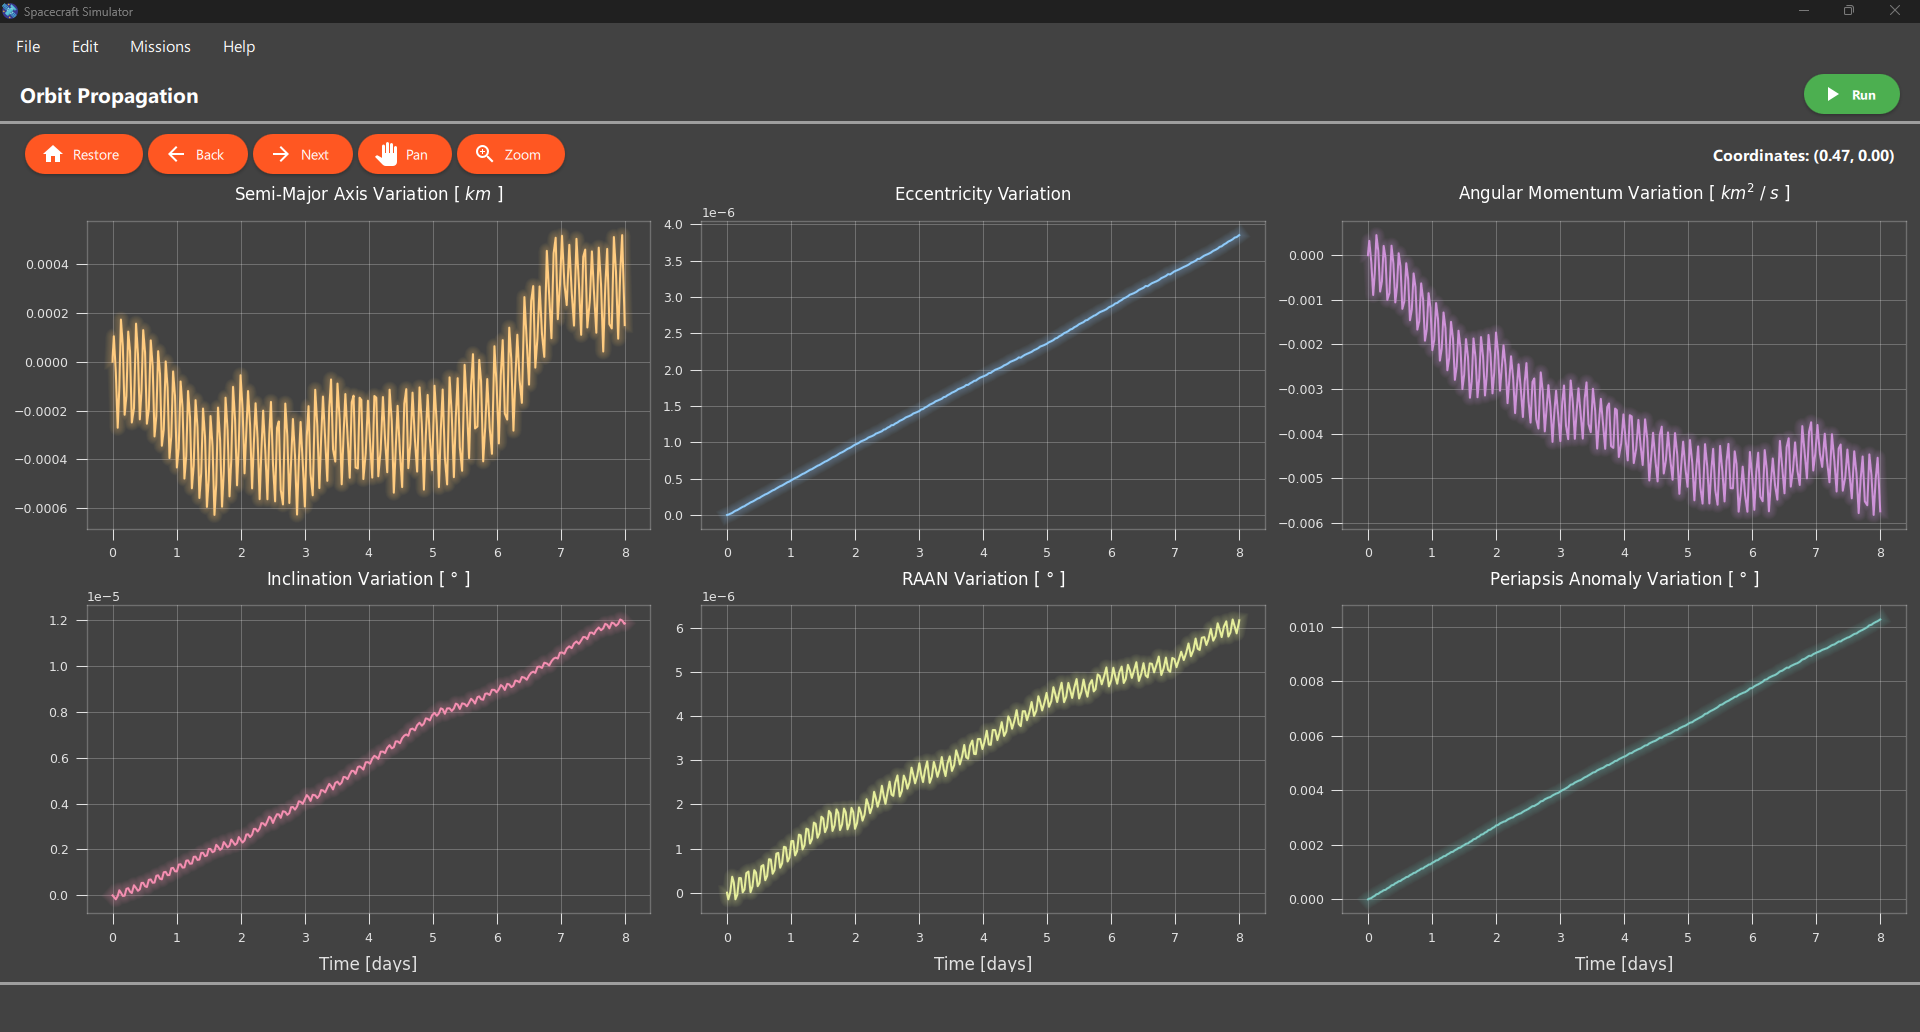 Spacecraft Simulator
File Edit Missions Help
Orbit Propagation
Run
Restore Back Next Pan Zoom
Coordinates: (0.47, 0.00)
Semi-Major Axis Variation [ km ]
0.0004
0.0002
0.0000
−0.0002
−0.0004
−0.0006
0 1 2 3 4 5 6 7 8
Eccentricity Variation
1e−6
4.0
3.5
3.0
2.5
2.0
1.5
1.0
0.5
0.0
0 1 2 3 4 5 6 7 8
Angular Momentum Variation [ km² / s ]
0.000
−0.001
−0.002
−0.003
−0.004
−0.005
−0.006
0 1 2 3 4 5 6 7 8
Inclination Variation [ ° ]
1e−5
1.2
1.0
0.8
0.6
0.4
0.2
0.0
0 1 2 3 4 5 6 7 8
Time [days]
RAAN Variation [ ° ]
1e−6
6
5
4
3
2
1
0
0 1 2 3 4 5 6 7 8
Time [days]
Periapsis Anomaly Variation [ ° ]
0.010
0.008
0.006
0.004
0.002
0.000
0 1 2 3 4 5 6 7 8
Time [days]